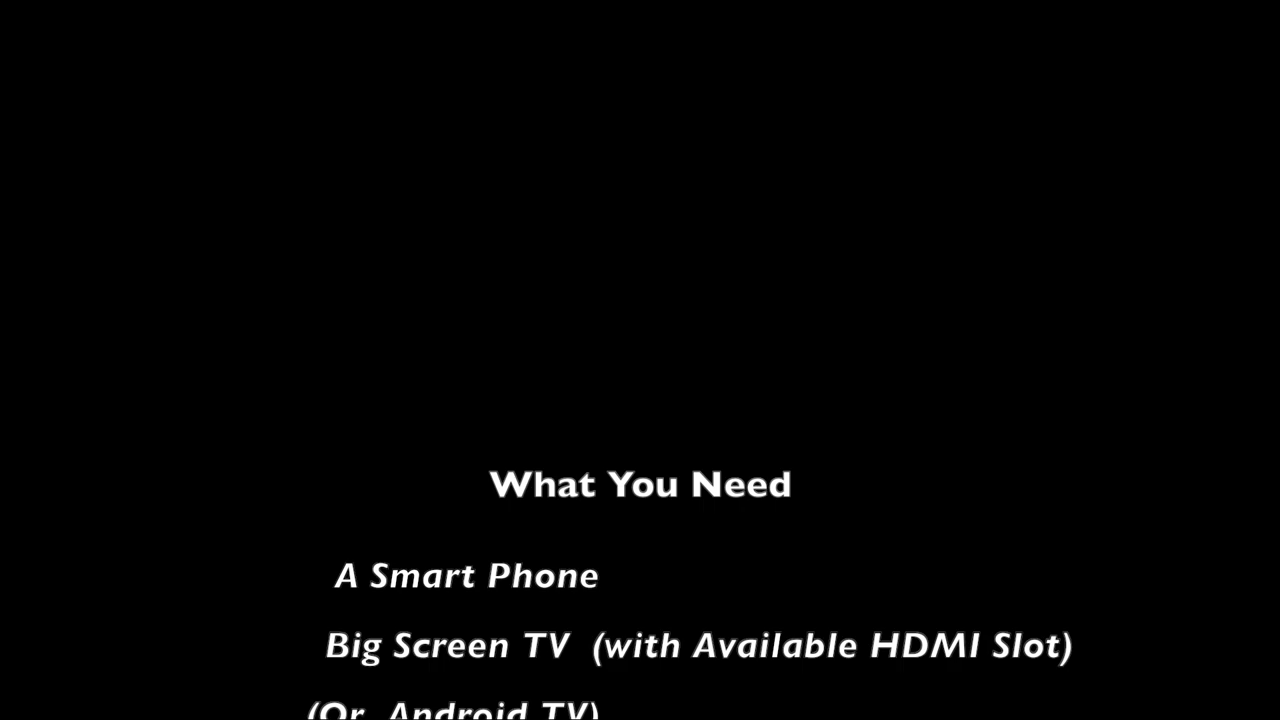 What You Need
A Smart Phone
Big Screen TV (with Available HDMI Slot)
(Or Android TV)